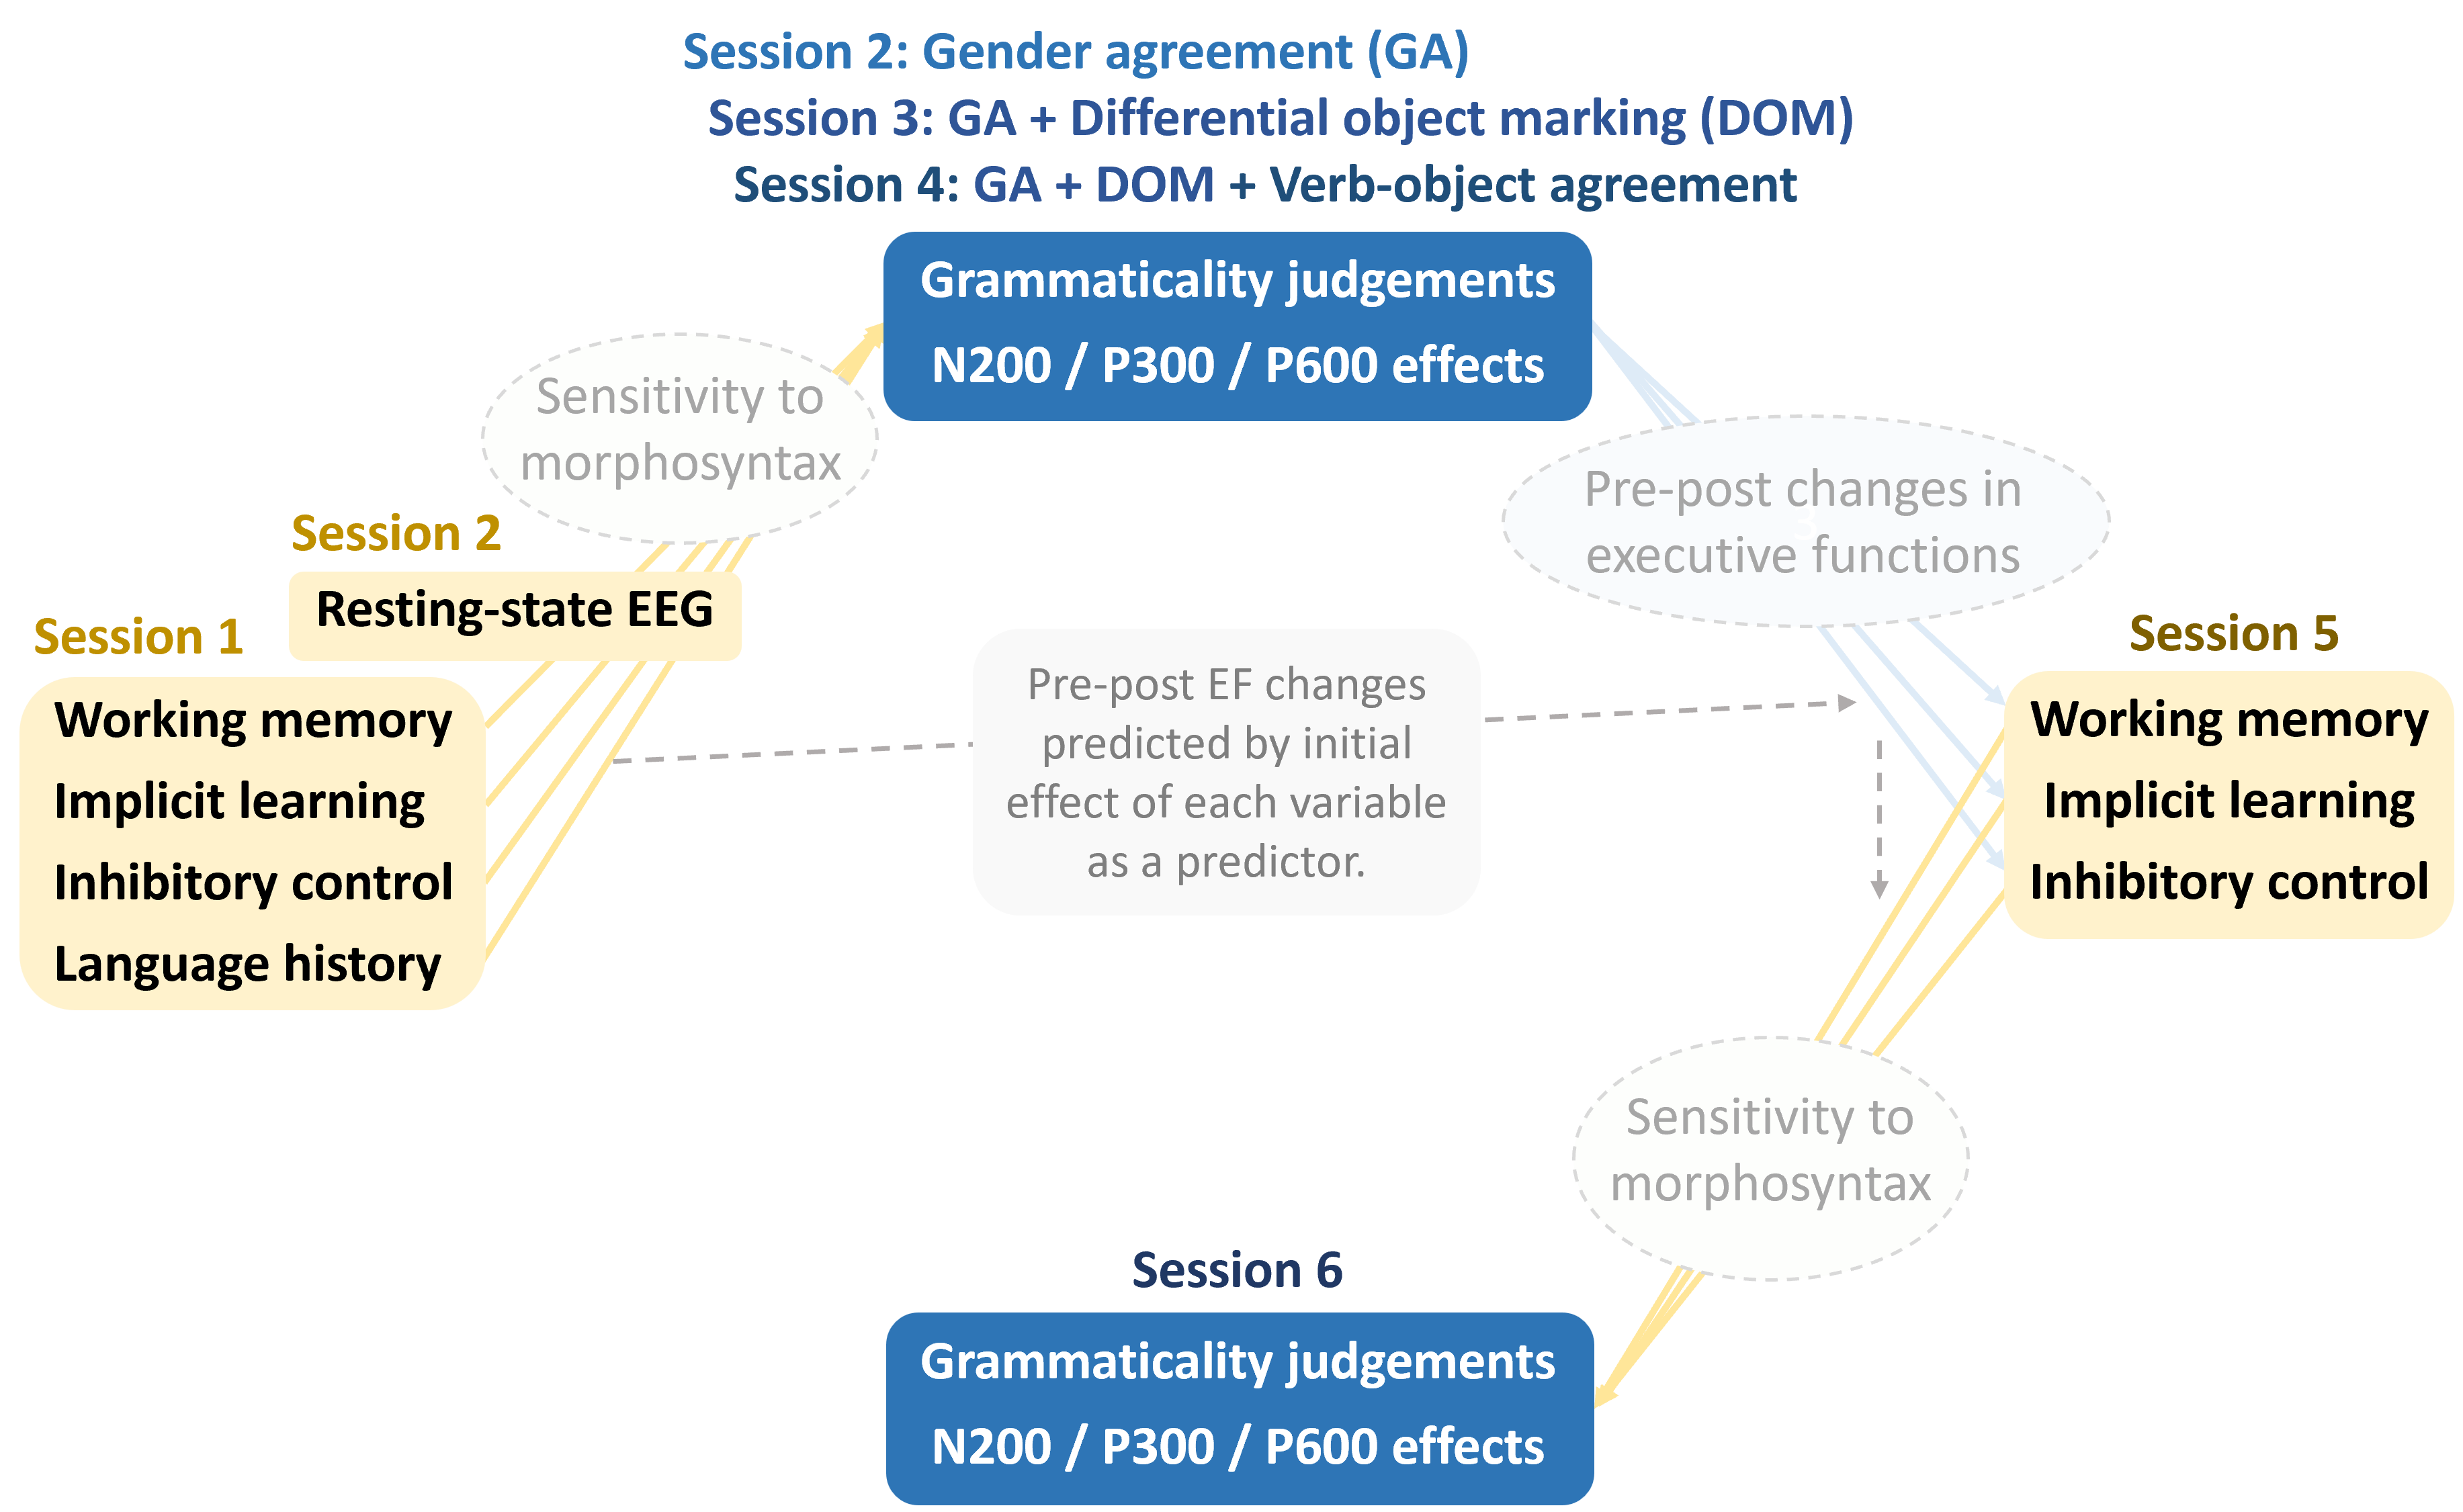 Session 2: Gender agreement (GA)
Session 3: GA + Differential object marking (DOM)
Session 4: GA + DOM + Verb-object agreement
Grammaticality judgements
N200 / P300 / P600 effects
Sensitivity to
morphosyntax
Pre-post changes in
3
executive functions
Session 2
Resting-state EEG
Session 1
Working memory
Implicit learning
Inhibitory control
Language history
Pre-post EF changes
predicted by initial
effect of each variable
as a predictor.
Session 5
Working memory
Implicit learning
Inhibitory control
Sensitivity to
morphosyntax
Session 6
Grammaticality judgements
N200 / P300 / P600 effects